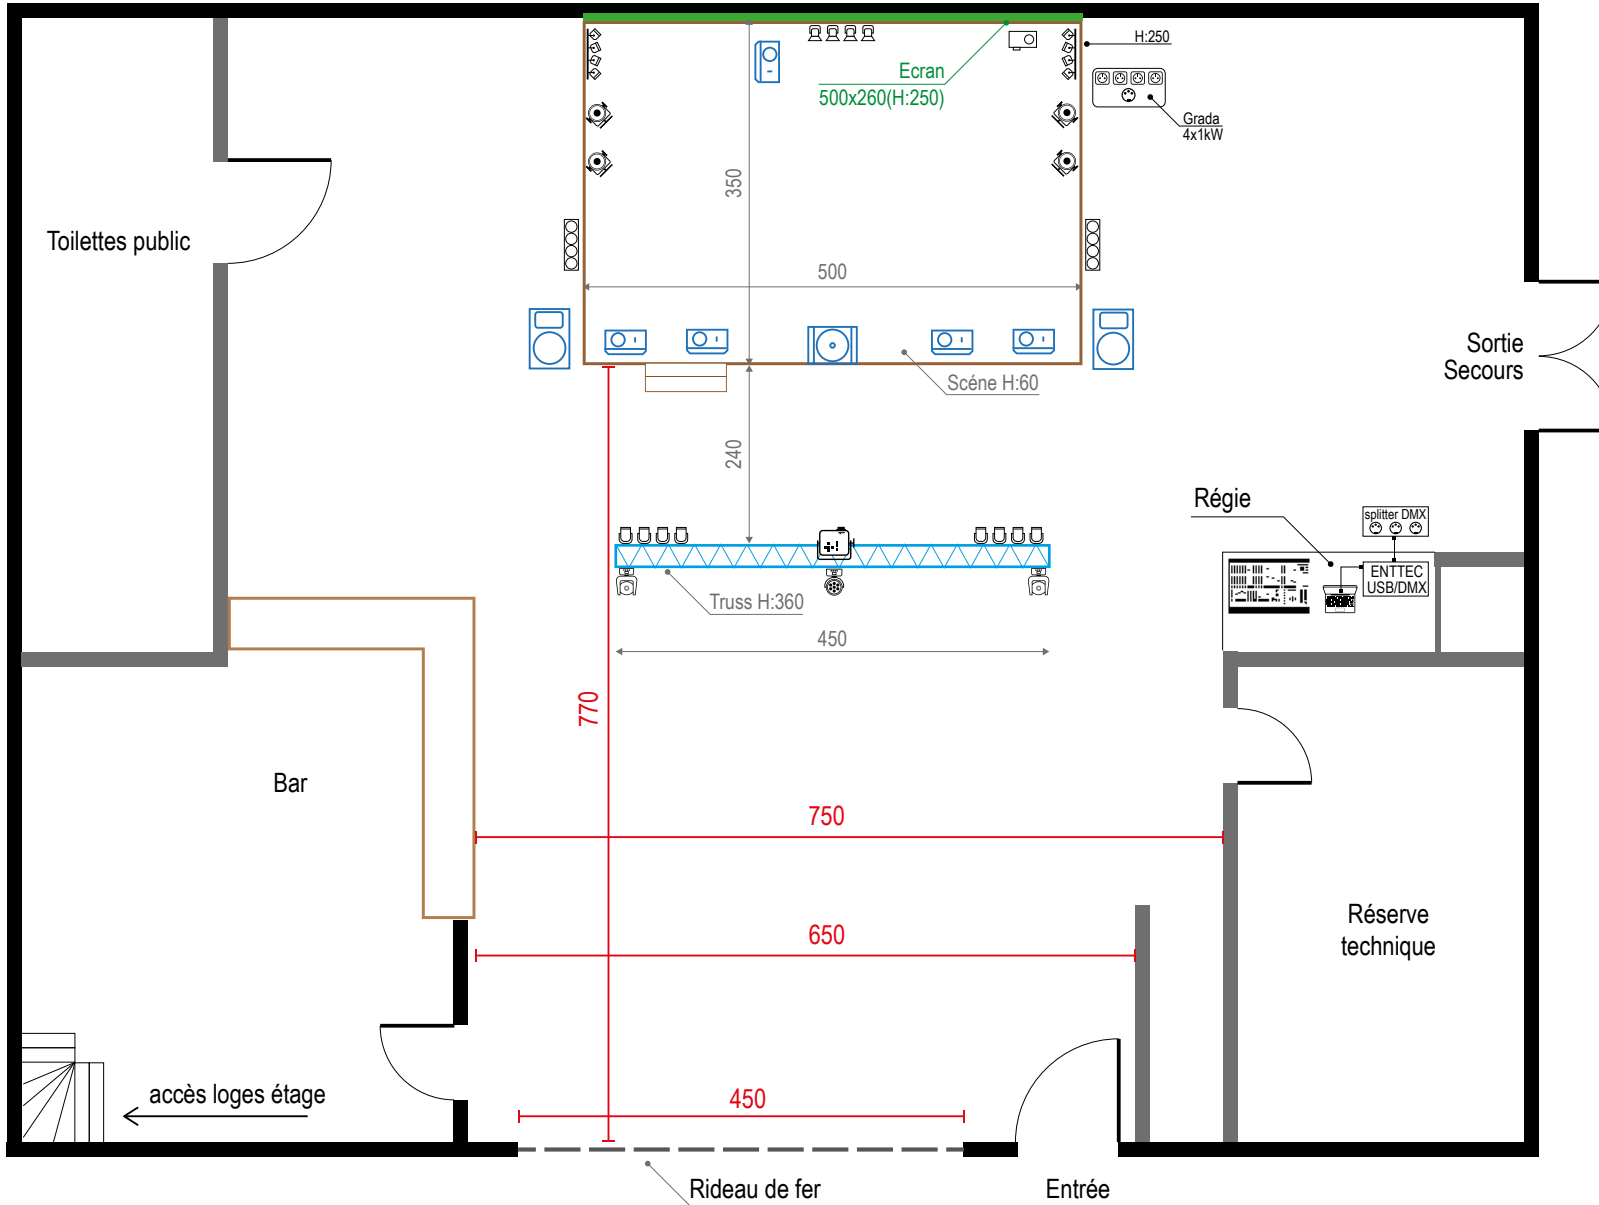 H:250
Ecran
500x260(H:250)
Grada
4x1kW
350
Toilettes public
500
Sortie
Secours
Scéne H:60
240
Régie
splitter DMX
ENTTEC
USB/DMX
Truss H:360
450
770
Bar
750
Réserve
technique
650
accès loges étage
450
Rideau de fer
Entrée